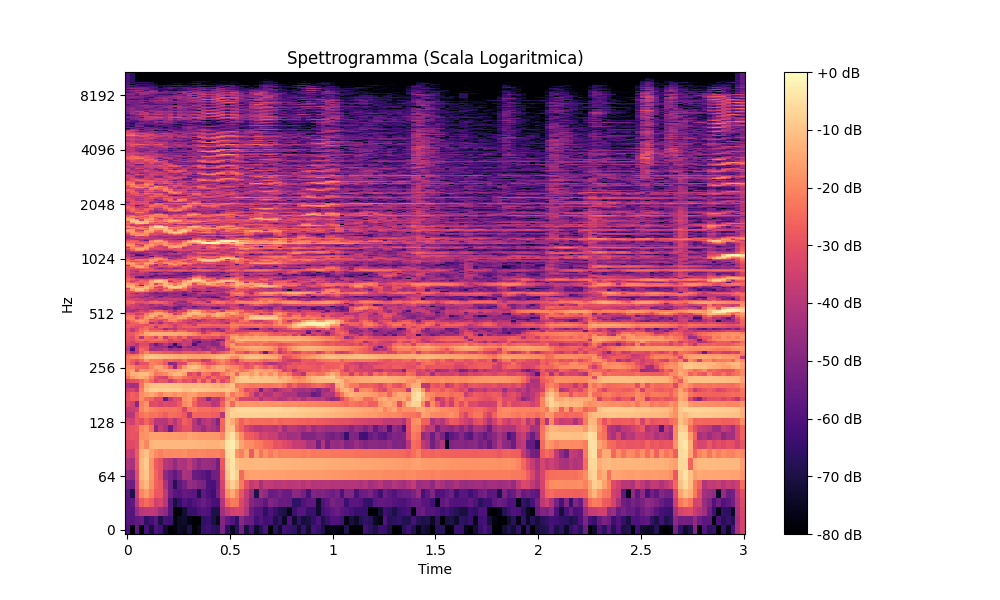 Spettrogramma (Scala Logaritmica)
Hz
8192
4096
2048
1024
512
256
128
64
0
0 0.5 1 1.5 2 2.5 3
Time
+0 dB
-10 dB
-20 dB
-30 dB
-40 dB
-50 dB
-60 dB
-70 dB
-80 dB